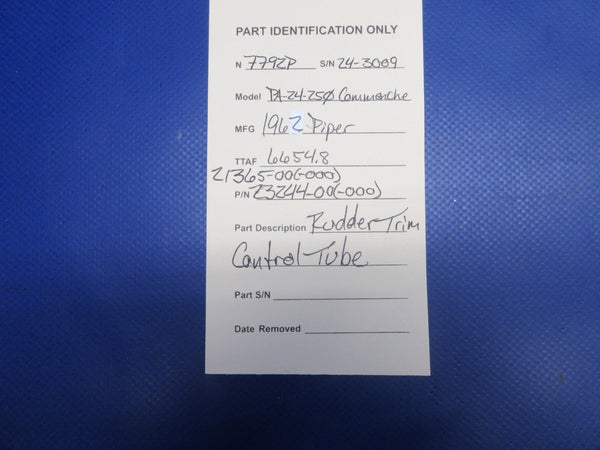 PART IDENTIFICATION ONLY
N 7792P S/N 24-3009
Model PA-24-250 Commanche
MFG 1962 Piper
TTAF 6654.8
21365-00(-000)
P/N 23244-00(-000)
Part Description Rudder Trim
Control Tube
Part S/N
Date Removed